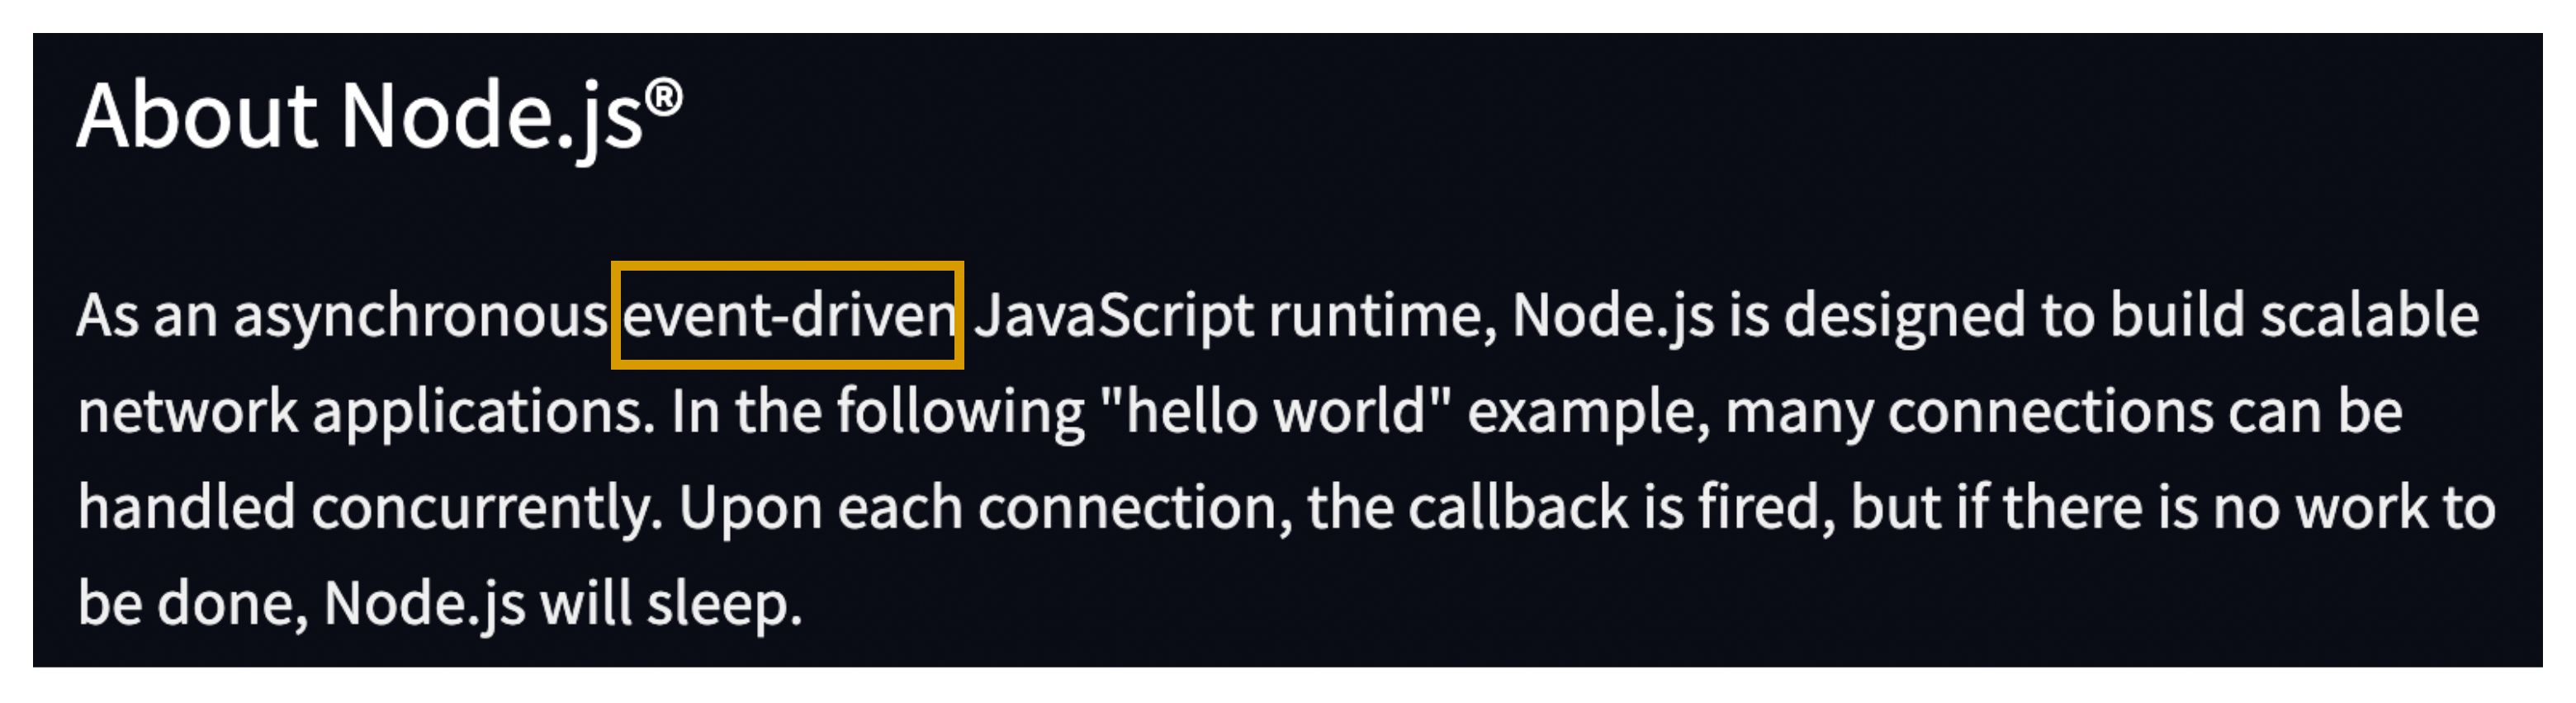 About Node.js®
As an asynchronous event-driven JavaScript runtime, Node.js is designed to build scalable
network applications. In the following "hello world" example, many connections can be
handled concurrently. Upon each connection, the callback is fired, but if there is no work to
be done, Node.js will sleep.